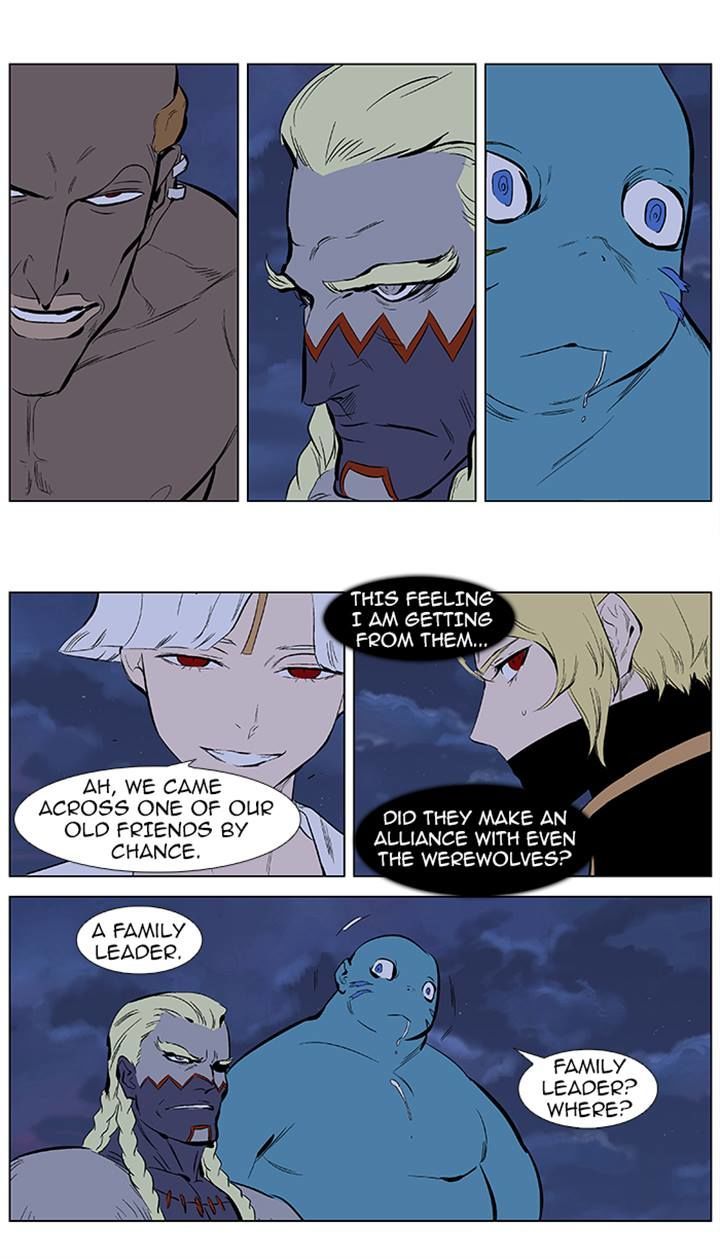 THIS FEELING
I AM GETTING
FROM THEM...
AH, WE CAME
ACROSS ONE OF OUR
OLD FRIENDS BY
CHANCE.
DID THEY MAKE AN
ALLIANCE WITH EVEN
THE WEREWOLVES?
A FAMILY
LEADER.
FAMILY
LEADER?
WHERE?